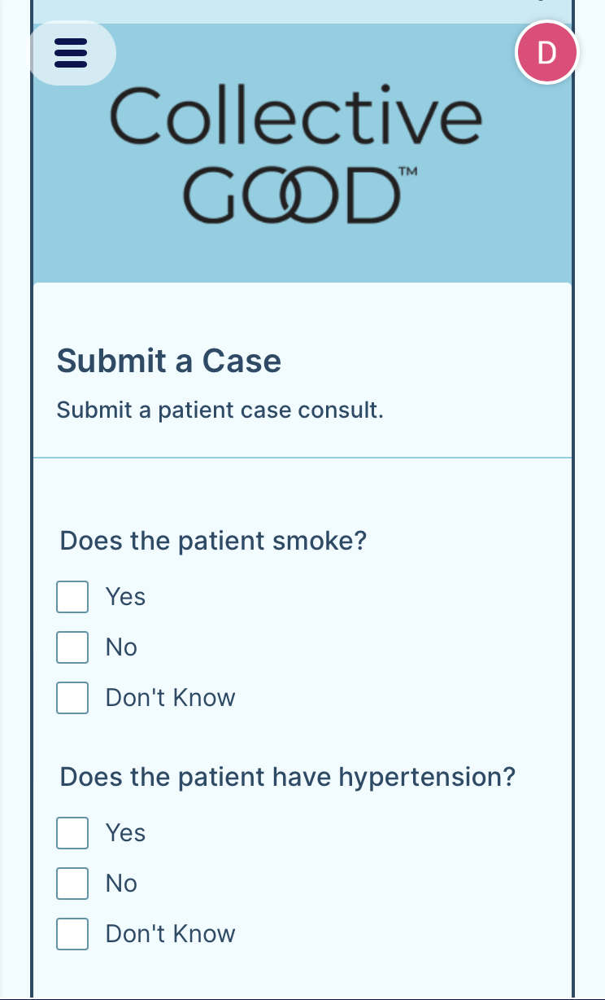 D
Collective
GOOD™
Submit a Case
Submit a patient case consult.
Does the patient smoke?
Yes
No
Don't Know
Does the patient have hypertension?
Yes
No
Don't Know